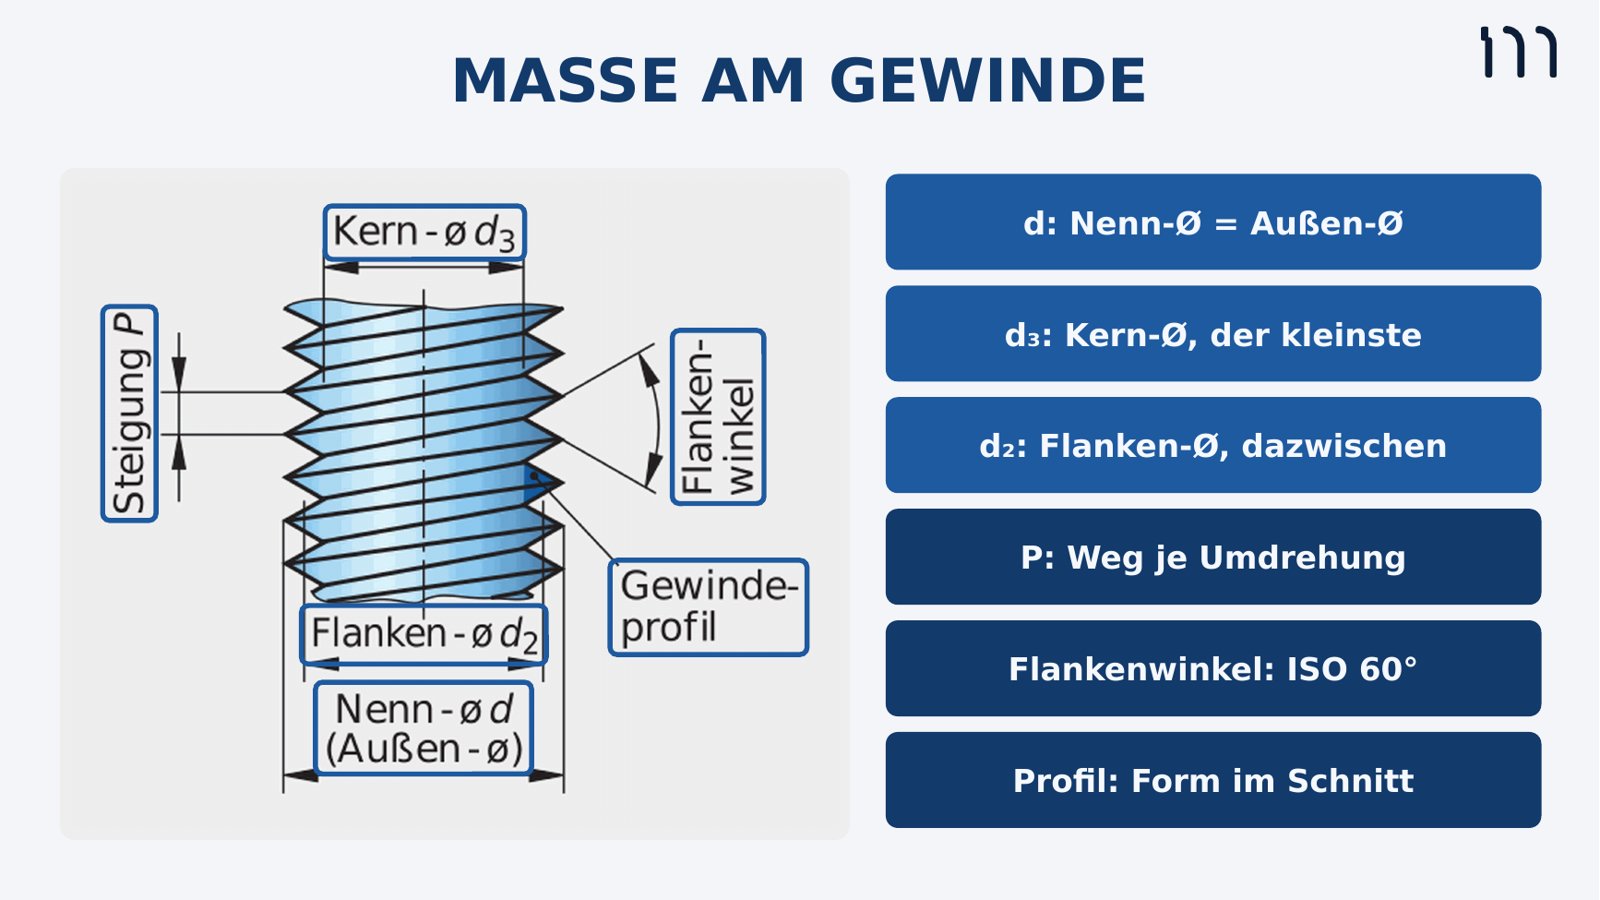 MASSE AM GEWINDE
m
Kern-ø d₃
Steigung P
Flanken-
winkel
Gewinde-
profil
Flanken-ø d₂
Nenn-ø d
(Außen-ø)
d: Nenn-Ø = Außen-Ø
d₃: Kern-Ø, der kleinste
d₂: Flanken-Ø, dazwischen
P: Weg je Umdrehung
Flankenwinkel: ISO 60°
Profil: Form im Schnitt